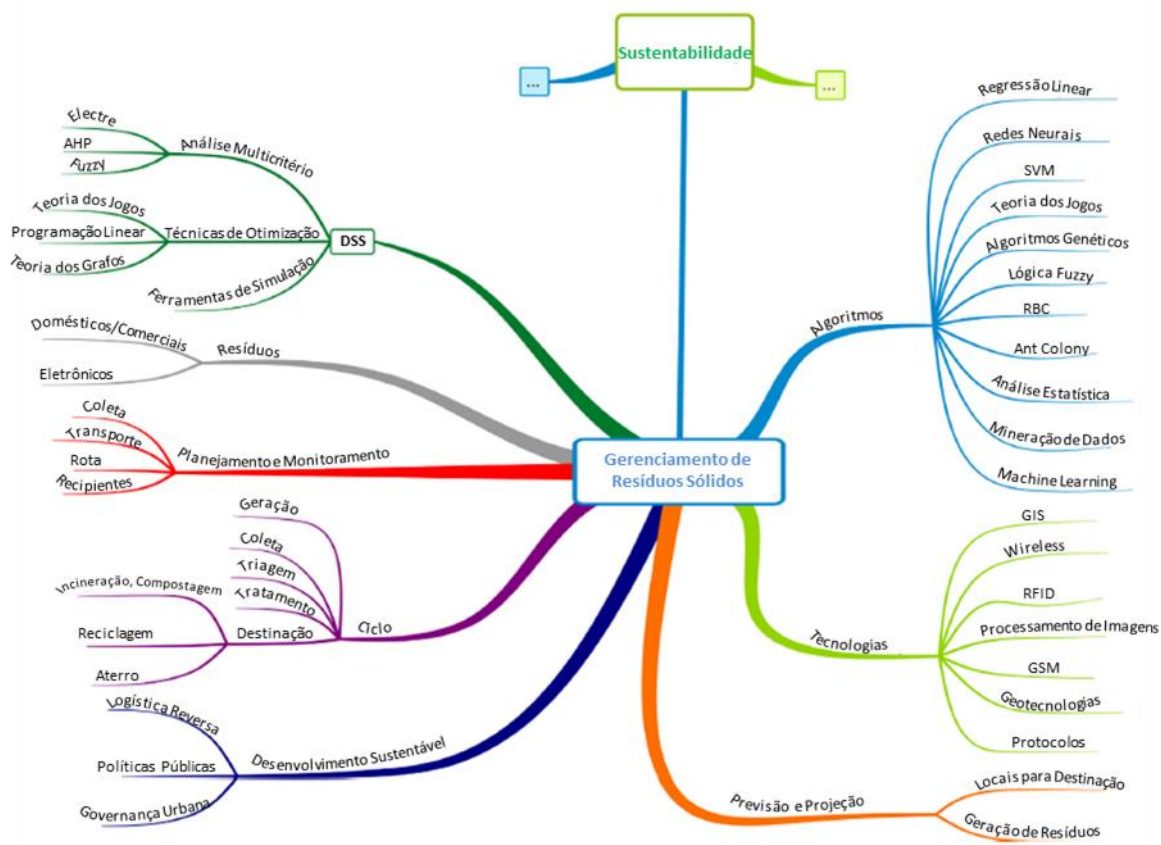 Sustentabilidade
...
...
Electre
AHP
Fuzzy
Análise Multicritério
Teoria dos Jogos
Programação Linear
Teoria dos Grafos
Técnicas de Otimização
Ferramentas de Simulação
DSS
Domésticos/Comerciais
Eletrônicos
Resíduos
Coleta
Transporte
Rota
Recipientes
Planejamento e Monitoramento
Geração
Coleta
Triagem
Tratamento
Incineração, Compostagem
Reciclagem
Aterro
Destinação
Ciclo
Logística Reversa
Políticas Públicas
Governança Urbana
Desenvolvimento Sustentável
Gerenciamento de
Resíduos Sólidos
Algoritmos
Regressão Linear
Redes Neurais
SVM
Teoria dos Jogos
Algoritmos Genéticos
Lógica Fuzzy
RBC
Ant Colony
Análise Estatística
Mineração de Dados
Machine Learning
Tecnologias
GIS
Wireless
RFID
Processamento de Imagens
GSM
Geotecnologias
Protocolos
Previsão e Projeção
Locais para Destinação
Geração de Resíduos